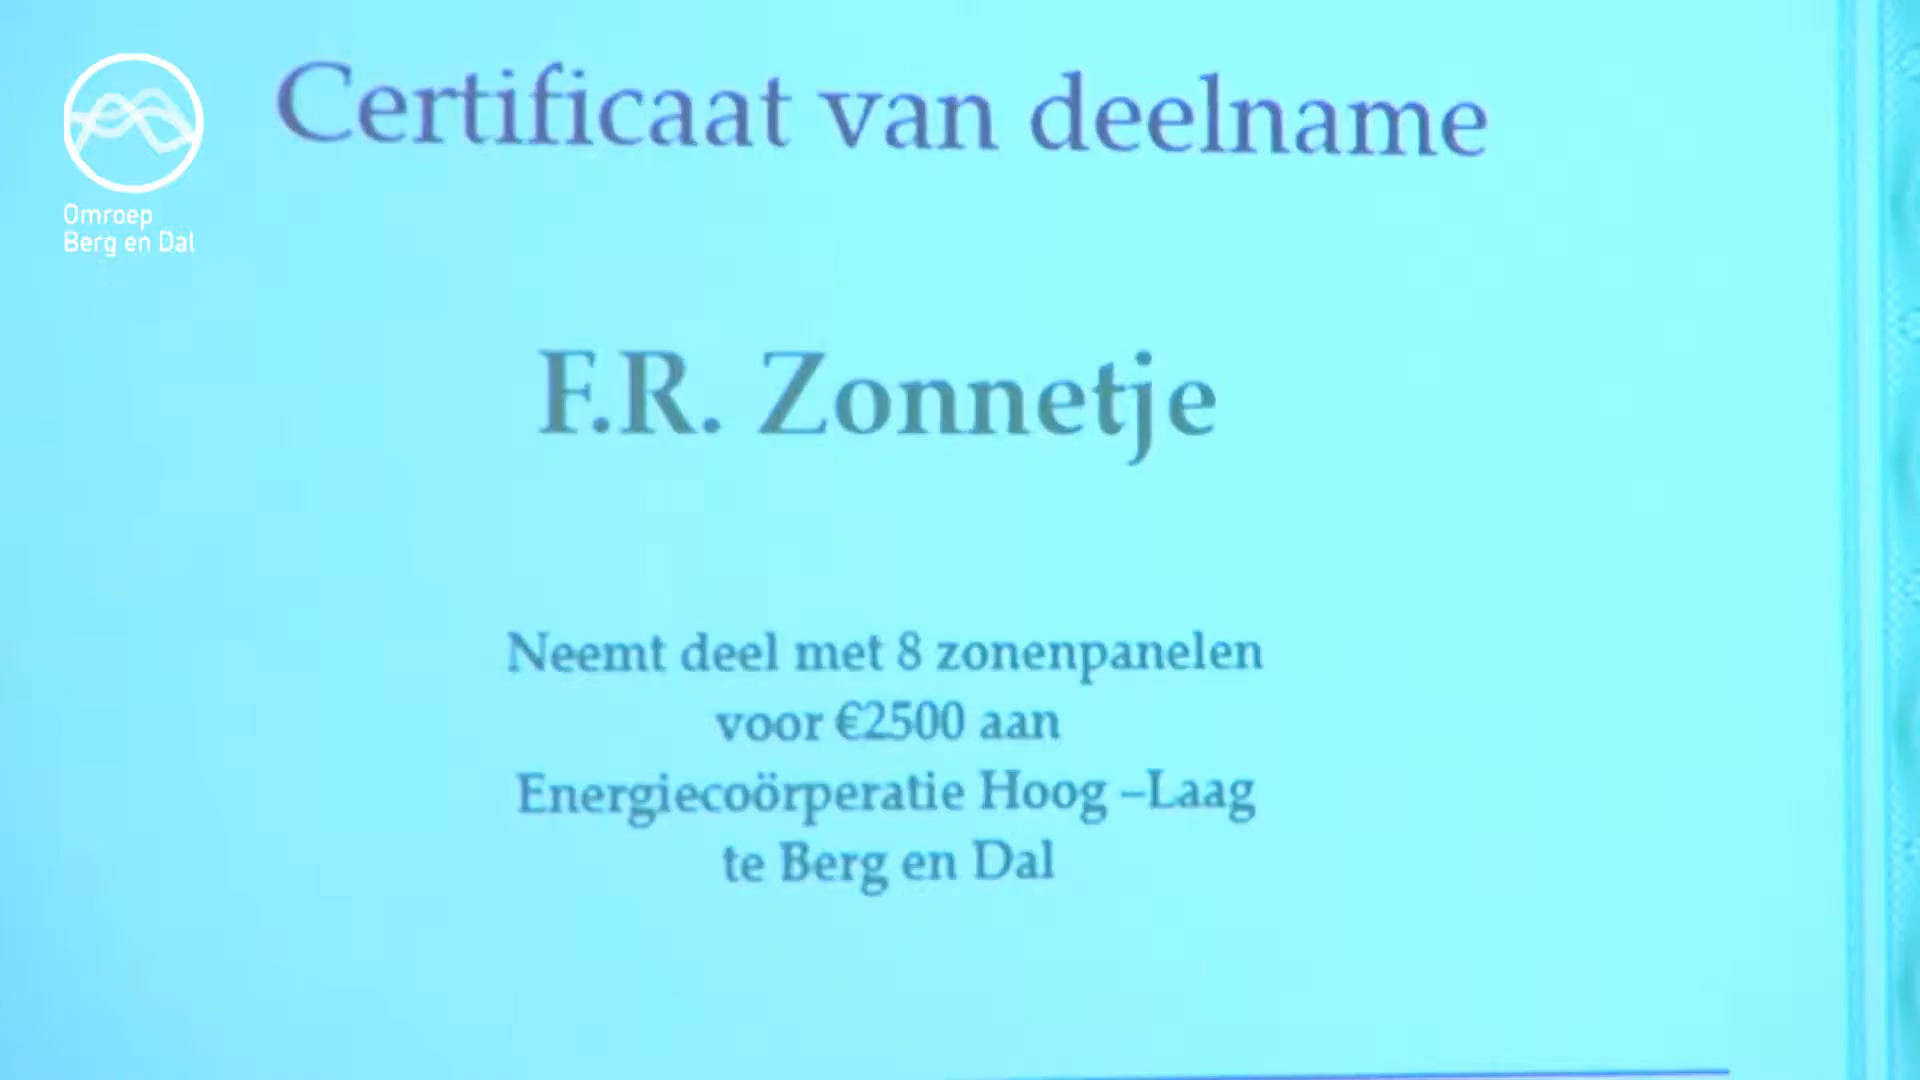 Certificaat van deelname
Omroep
Berg en Dal
F.R. Zonnetje
Neemt deel met 8 zonenpanelen
voor €2500 aan
Energiecoörperatie Hoog –Laag
te Berg en Dal